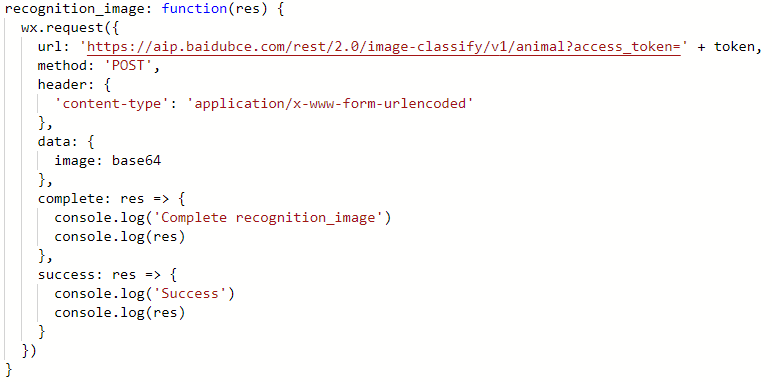 recognition_image: function(res) {
  wx.request({
    url: 'https://aip.baidubce.com/rest/2.0/image-classify/v1/animal?access_token=' + token,
    method: 'POST',
    header: {
      'content-type': 'application/x-www-form-urlencoded'
    },
    data: {
      image: base64
    },
    complete: res => {
      console.log('Complete recognition_image')
      console.log(res)
    },
    success: res => {
      console.log('Success')
      console.log(res)
    }
  })
}